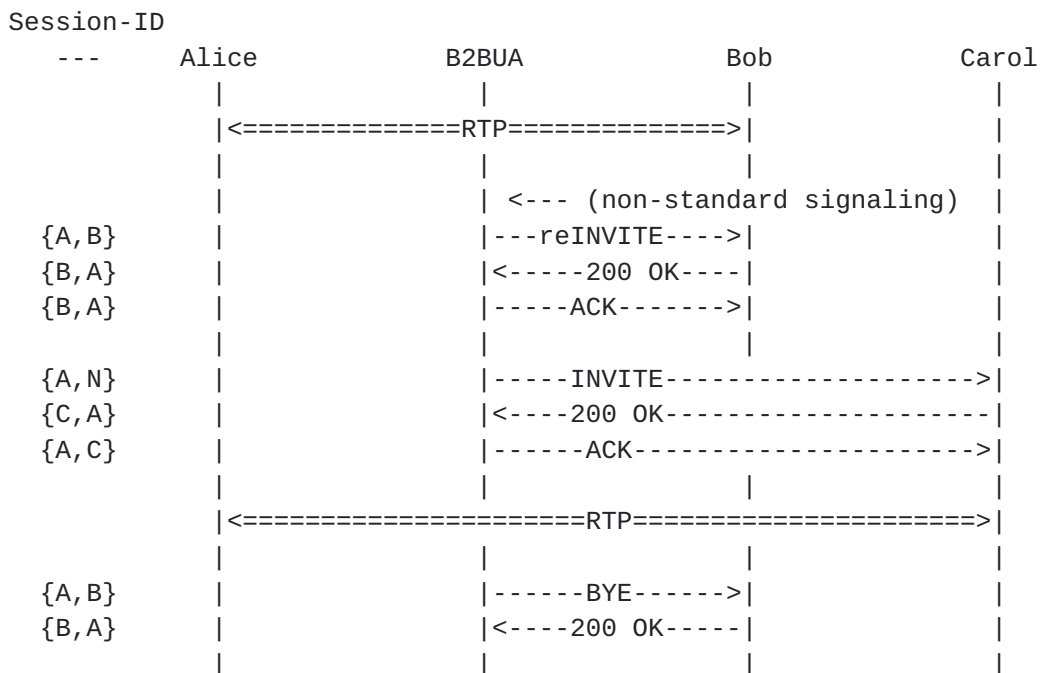 Session-ID
   ---     Alice            B2BUA             Bob            Carol
             |                |                |               |
             |<==============RTP==============>|               |
             |                |                |               |
             |                | <--- (non-standard signaling)  |
  {A,B}      |                |---reINVITE---->|               |
  {B,A}      |                |<-----200 OK----|               |
  {B,A}      |                |-----ACK------->|               |
             |                |                |               |
  {A,N}      |                |-----INVITE-------------------->|
  {C,A}      |                |<----200 OK---------------------|
  {A,C}      |                |------ACK---------------------->|
             |                |                |               |
             |<======================RTP======================>|
             |                |                |               |
  {A,B}      |                |------BYE------>|               |
  {B,A}      |                |<----200 OK-----|               |
             |                |                |               |